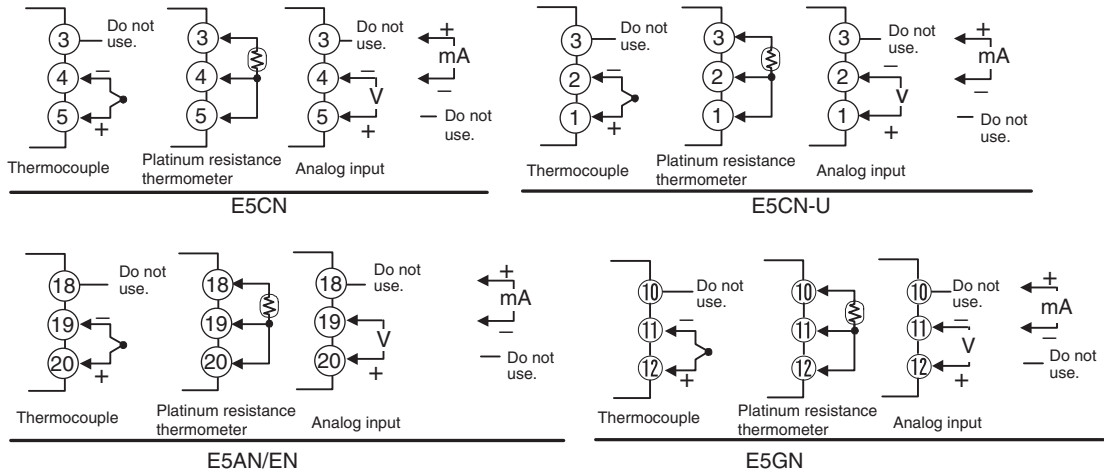 3 Do not use.
4 −
5 +
Thermocouple
3
4
5
Platinum resistance
thermometer
3 Do not use.
4 −
V
5 +
Analog input
+
mA
−
Do not use.
E5CN
3 Do not use.
2 −
1 +
Thermocouple
3
2
1
Platinum resistance
thermometer
3 Do not use.
2 −
V
1 +
Analog input
+
mA
−
Do not use.
E5CN-U
18 Do not use.
19 −
20 +
Thermocouple
18
19
20
Platinum resistance
thermometer
18 Do not use.
19
V
20 +
Analog input
+
mA
−
Do not use.
E5AN/EN
10 Do not use.
11 −
12 +
Thermocouple
10
11
12
Platinum resistance
thermometer
10 Do not use.
11 −
V
12 +
Analog input
+
mA
−
Do not use.
E5GN